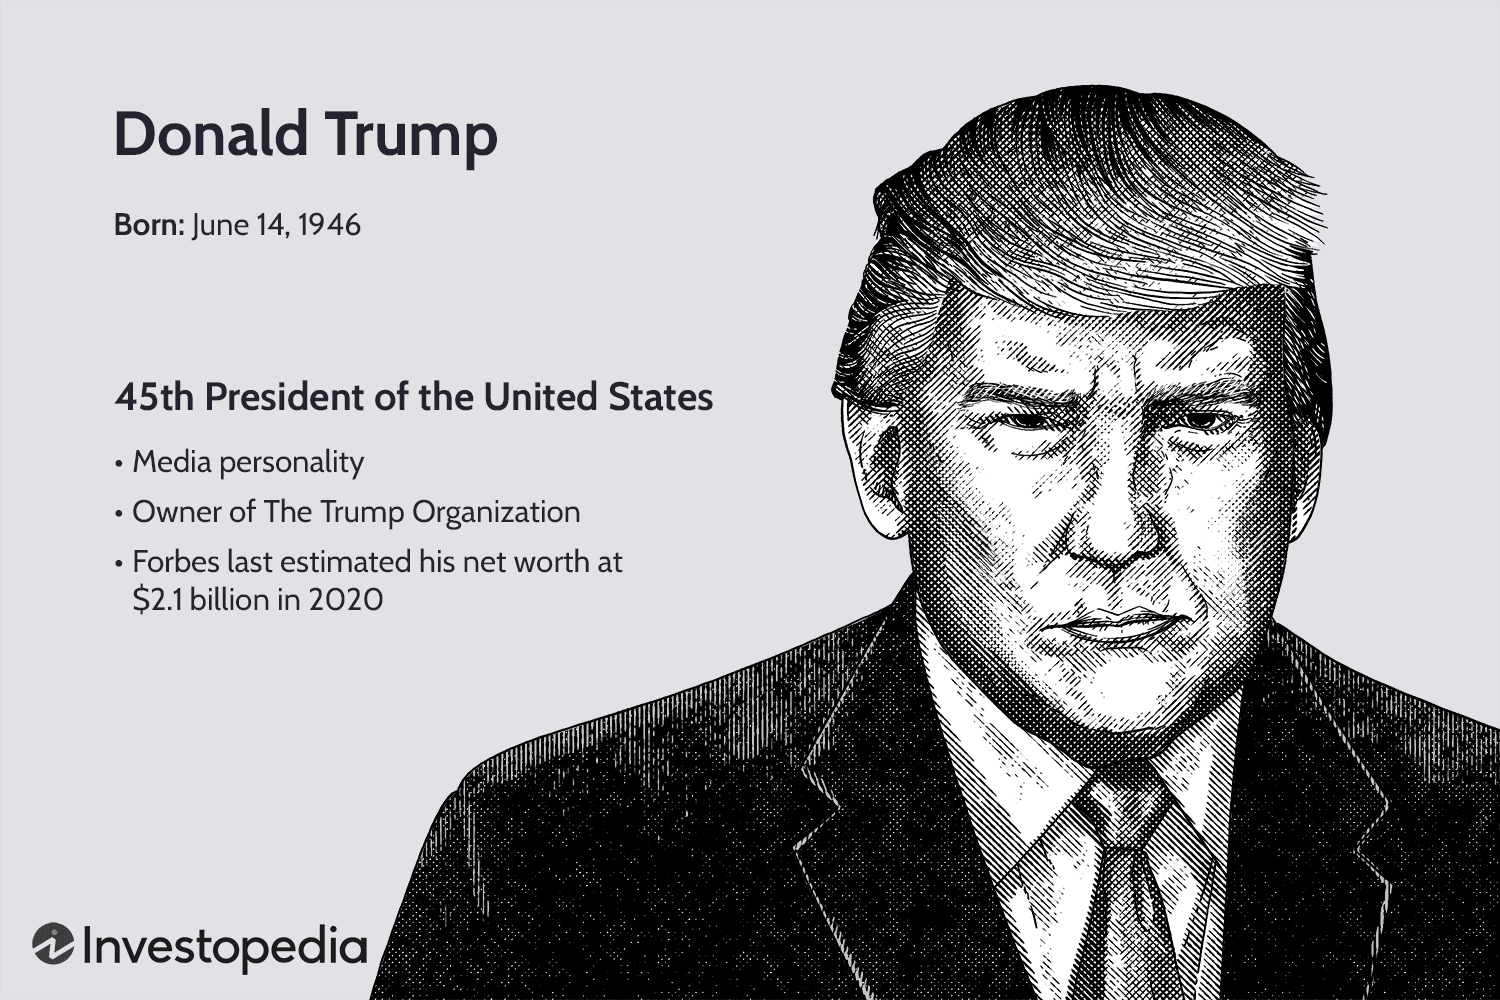 Donald Trump
Born: June 14, 1946
45th President of the United States
• Media personality
• Owner of The Trump Organization
• Forbes last estimated his net worth at
$2.1 billion in 2020
Investopedia